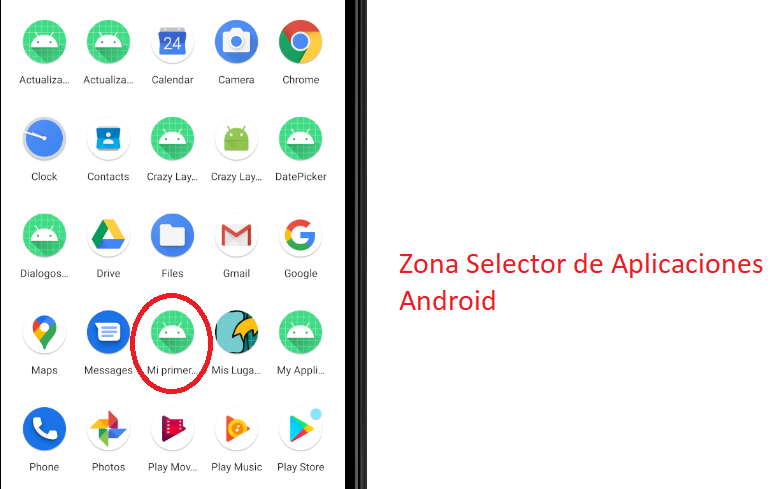 24
Actualiza...
Actualiza...
Calendar
Camera
Chrome
Clock
Contacts
Crazy Lay...
Crazy Lay...
DatePicker
Dialogos...
Drive
Files
Gmail
Google
Maps
Messages
Mi primer...
Mis Luga...
My Appli...
Phone
Photos
Play Mov...
Play Music
Play Store
Zona Selector de Aplicaciones
Android